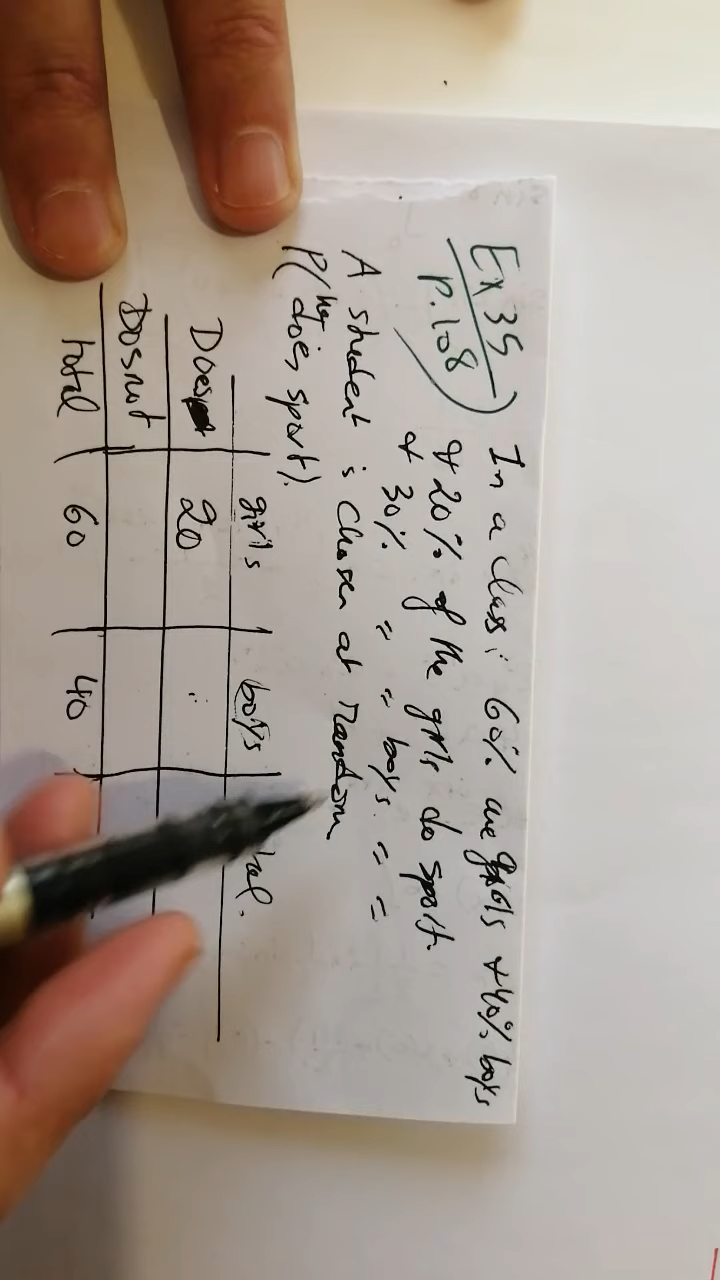 Ex 35
p.108
In a class: 60% are girls + 40% boys
+ 20% of the girls do sport.
+ 30% " " boys. = =
A student is chosen at random
P(he does sport).
girls boys
Does 20
Dosnot
total 60 40